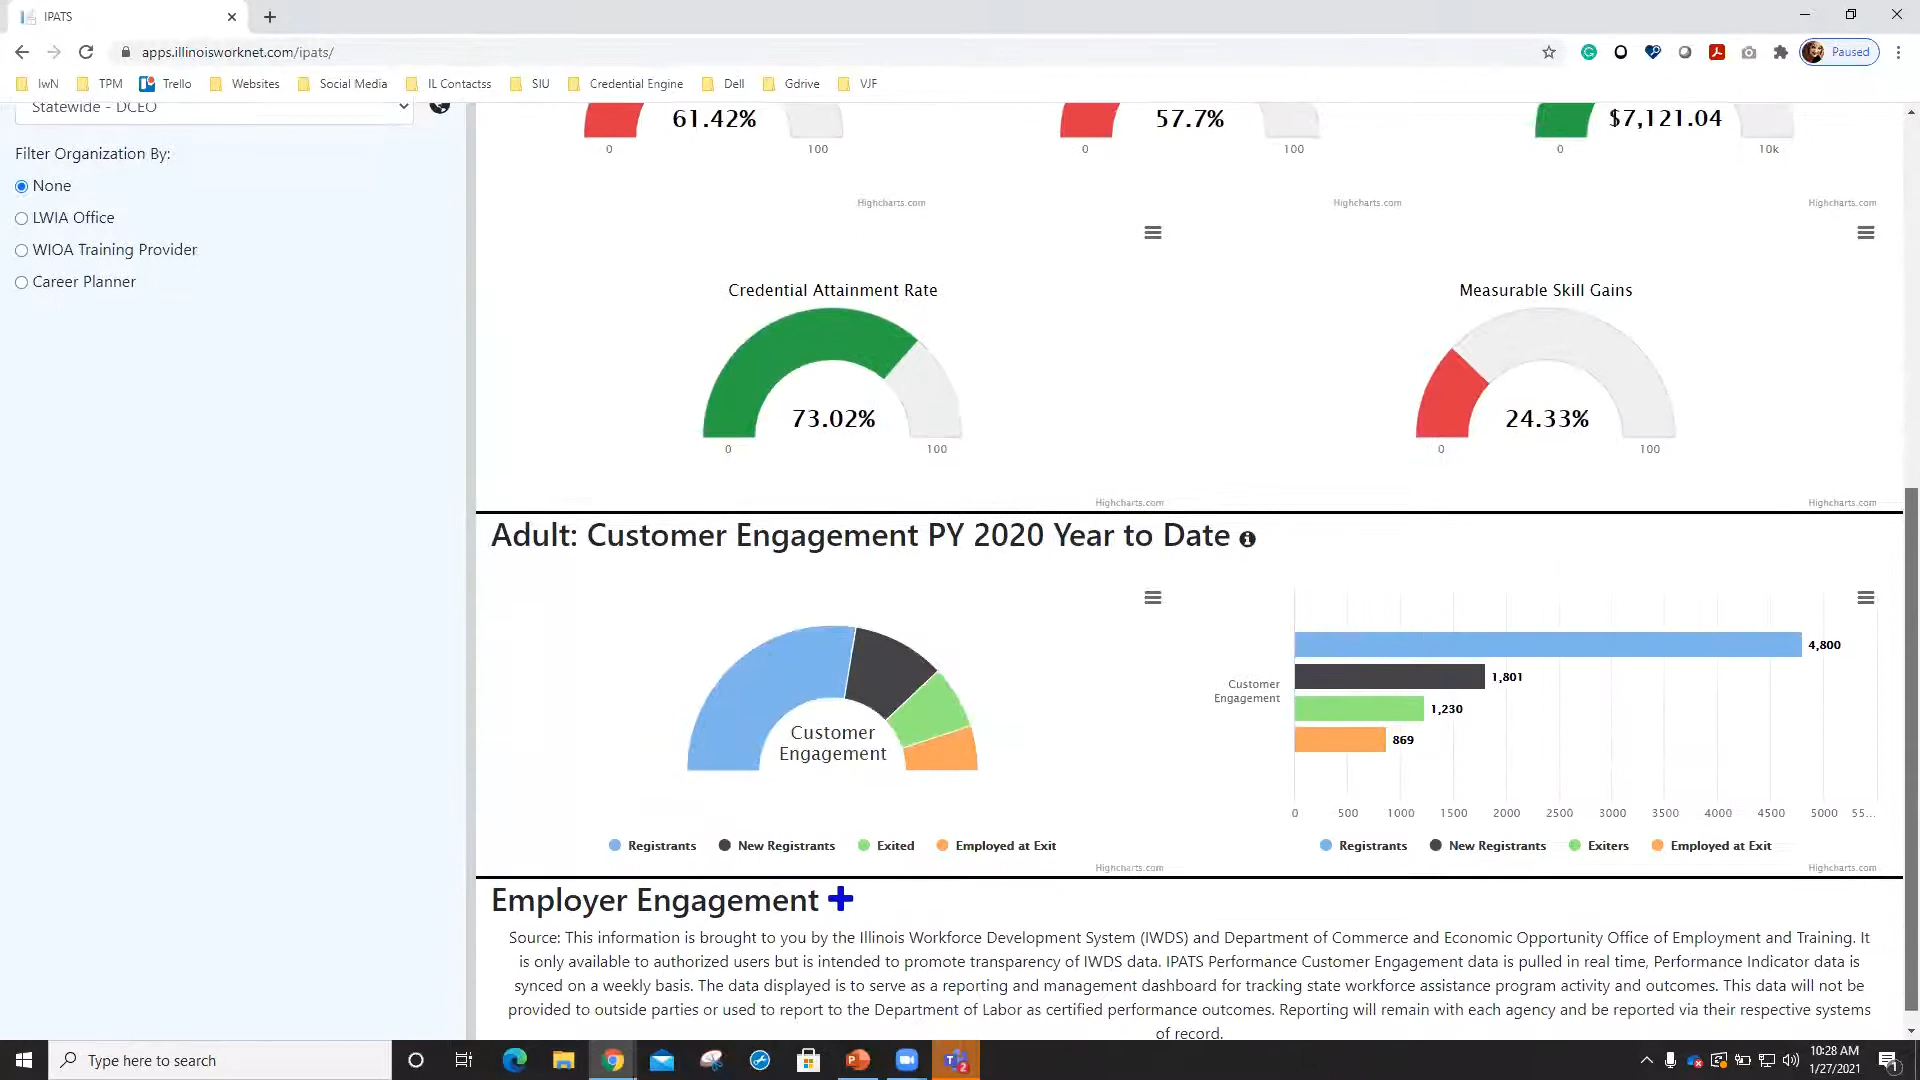 IPATS
apps.illinoisworknet.com/ipats/
Paused
IwN
TPM
Trello
Websites
Social Media
IL Contactss
SIU
Credential Engine
Dell
Gdrive
VJF
Statewide - DCEO
Filter Organization By:
None
LWIA Office
WIOA Training Provider
Career Planner
61.42%
57.7%
$7,121.04
0
100
0
100
0
10k
Highcharts.com
Highcharts.com
Highcharts.com
Credential Attainment Rate
Measurable Skill Gains
73.02%
24.33%
0
100
0
100
Highcharts.com
Highcharts.com
Adult: Customer Engagement PY 2020 Year to Date
Customer
Engagement
Registrants
New Registrants
Exited
Employed at Exit
Highcharts.com
Customer
Engagement
4,800
1,801
1,230
869
0
500
1000
1500
2000
2500
3000
3500
4000
4500
5000
55...
Registrants
New Registrants
Exiters
Employed at Exit
Highcharts.com
Employer Engagement
Source: This information is brought to you by the Illinois Workforce Development System (IWDS) and Department of Commerce and Economic Opportunity Office of Employment and Training. It
is only available to authorized users but is intended to promote transparency of IWDS data. IPATS Performance Customer Engagement data is pulled in real time, Performance Indicator data is
synced on a weekly basis. The data displayed is to serve as a reporting and management dashboard for tracking state workforce assistance program activity and outcomes. This data will not be
provided to outside parties or used to report to the Department of Labor as certified performance outcomes. Reporting will remain with each agency and be reported via their respective systems
of record.
Type here to search
10:28 AM
1/27/2021